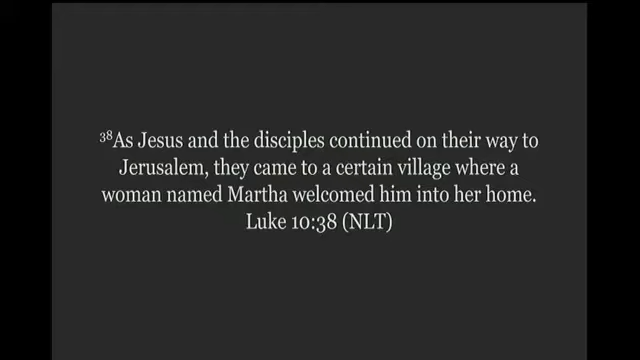 ³⁸As Jesus and the disciples continued on their way to
Jerusalem, they came to a certain village where a
woman named Martha welcomed him into her home.
Luke 10:38 (NLT)